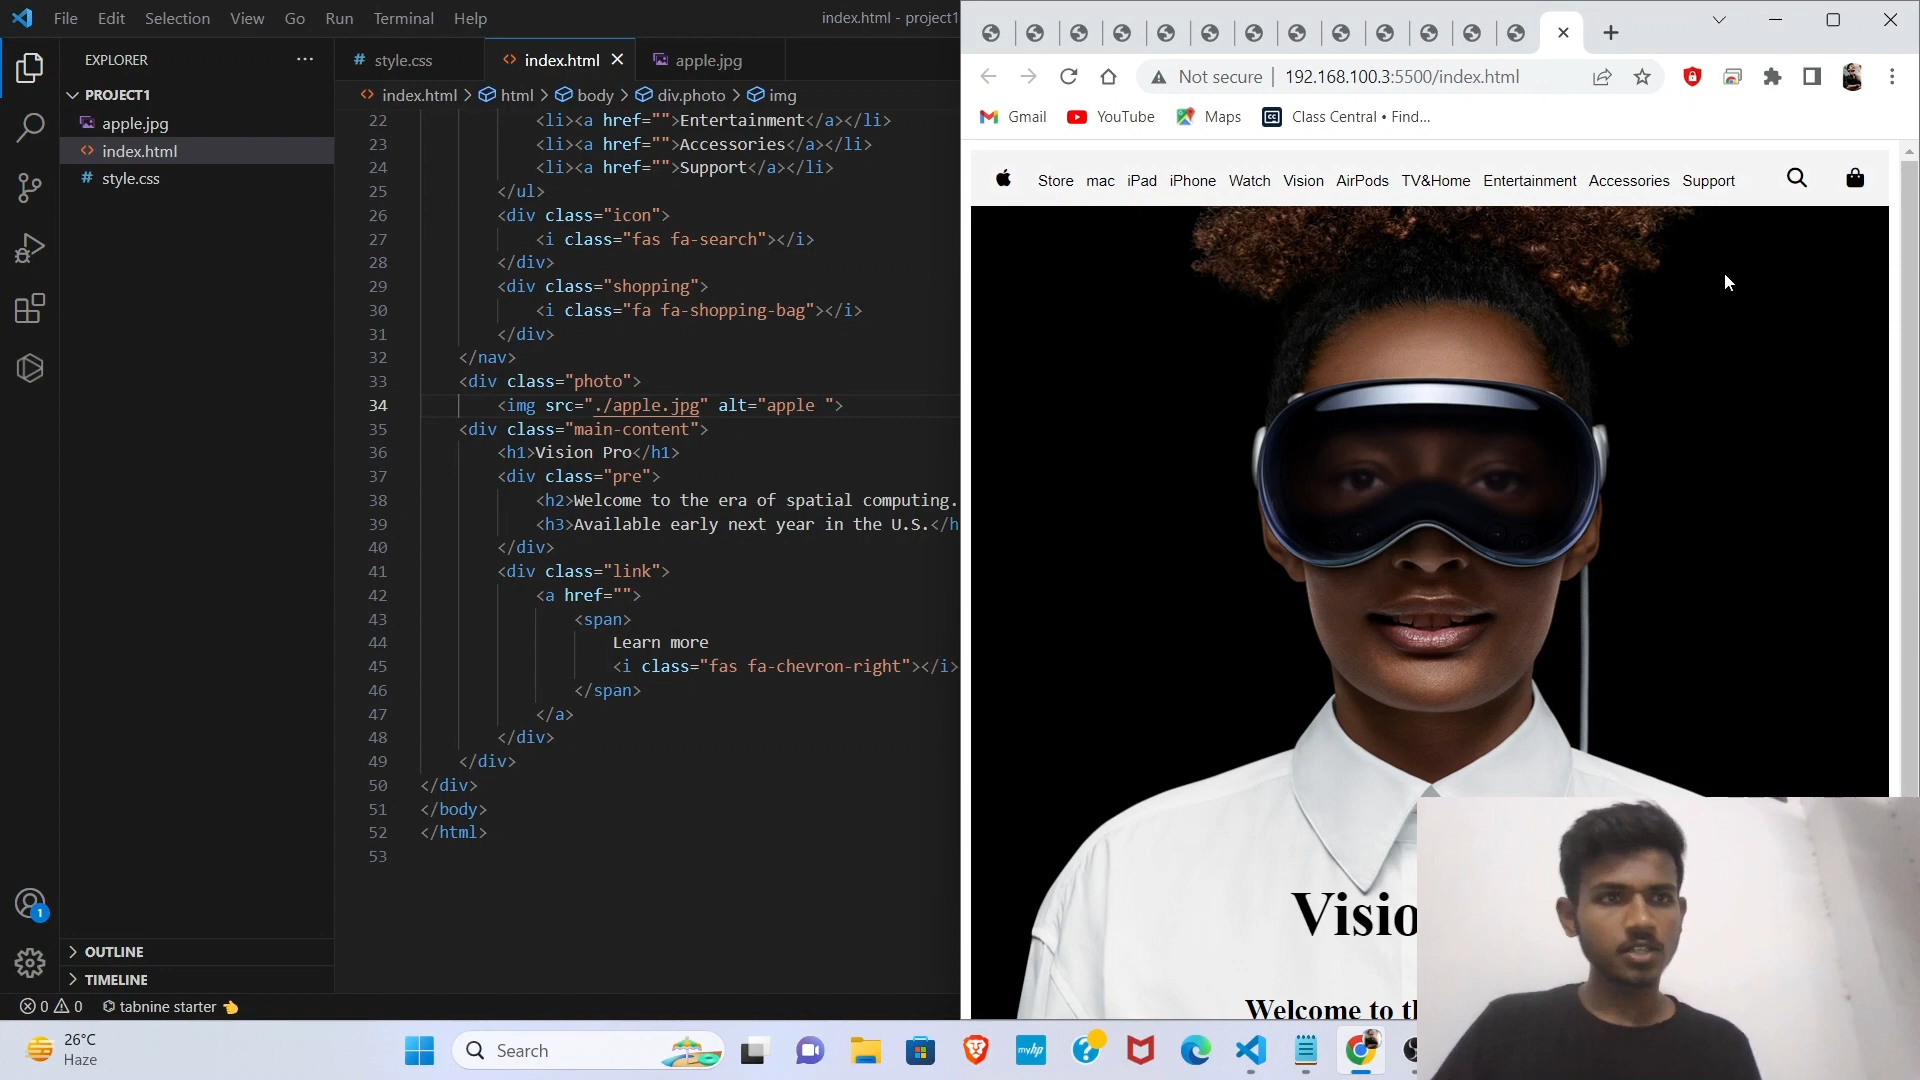 File Edit Selection View Go Run Terminal Help
index.html - project1
EXPLORER
PROJECT1
apple.jpg
index.html
style.css
OUTLINE
TIMELINE
style.css
index.html
apple.jpg
index.html > html > body > div.photo > img
22 <li><a href="">Entertainment</a></li>
23 <li><a href="">Accessories</a></li>
24 <li><a href="">Support</a></li>
25 </ul>
26 <div class="icon">
27 <i class="fas fa-search"></i>
28 </div>
29 <div class="shopping">
30 <i class="fa fa-shopping-bag"></i>
31 </div>
32 </nav>
33 <div class="photo">
34 <img src="./apple.jpg" alt="apple ">
35 <div class="main-content">
36 <h1>Vision Pro</h1>
37 <div class="pre">
38 <h2>Welcome to the era of spatial computing.
39 <h3>Available early next year in the U.S.</h
40 </div>
41 <div class="link">
42 <a href="">
43 <span>
44 Learn more
45 <i class="fas fa-chevron-right"></i>
46 </span>
47 </a>
48 </div>
49 </div>
50 </div>
51 </body>
52 </html>
53
1
0 0 tabnine starter
Not secure | 192.168.100.3:5500/index.html
Gmail YouTube Maps CC Class Central • Find...
Store mac iPad iPhone Watch Vision AirPods TV&Home Entertainment Accessories Support
Visio
Welcome to th
26°C
Haze
Search
myhp